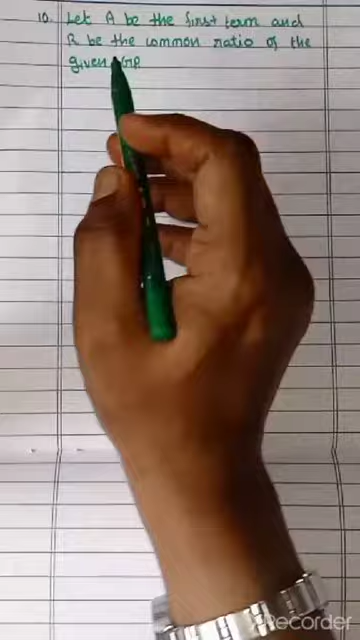 10. Let A be the first term and
R be the common ratio of the
given GP
Recorder